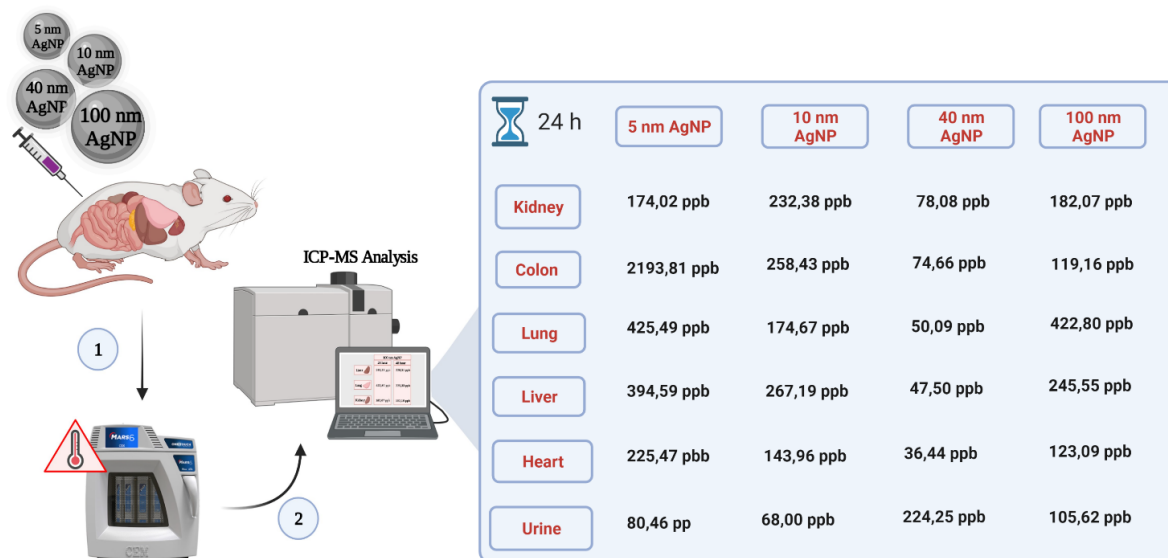 5 nm
AgNP
10 nm
AgNP
40 nm
AgNP
100 nm
AgNP
ICP-MS Analysis
1
2
MARS 6
CEM
24 h
5 nm AgNP
10 nm
AgNP
40 nm
AgNP
100 nm
AgNP
Kidney 174,02 ppb 232,38 ppb 78,08 ppb 182,07 ppb
Colon 2193,81 ppb 258,43 ppb 74,66 ppb 119,16 ppb
Lung 425,49 ppb 174,67 ppb 50,09 ppb 422,80 ppb
Liver 394,59 ppb 267,19 ppb 47,50 ppb 245,55 ppb
Heart 225,47 pbb 143,96 ppb 36,44 ppb 123,09 ppb
Urine 80,46 pp 68,00 ppb 224,25 ppb 105,62 ppb